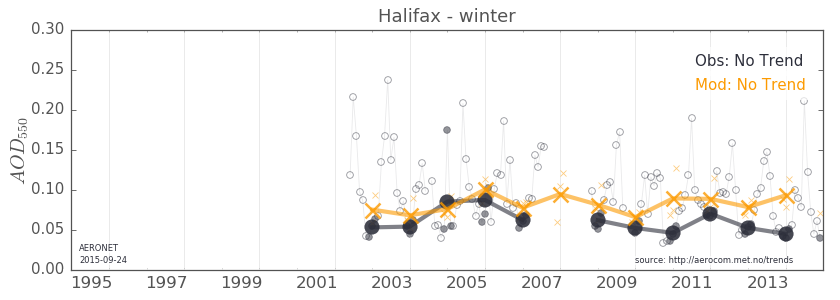 Halifax - winter
0.30
0.25
0.20
0.15
0.10
0.05
0.00
AOD550
Obs: No Trend
Mod: No Trend
AERONET
2015-09-24
source: http://aerocom.met.no/trends
1995 1997 1999 2001 2003 2005 2007 2009 2011 2013